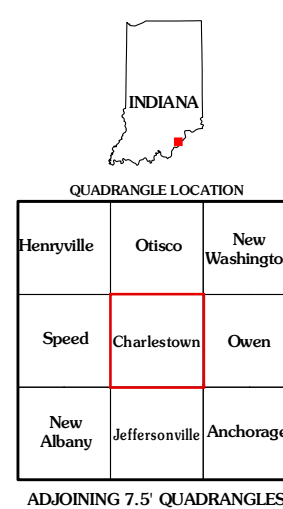 INDIANA
QUADRANGLE LOCATION
Henryville Otisco New
Washingto
Speed Charlestown Owen
New
Albany Jeffersonville Anchorage
ADJOINING 7.5' QUADRANGLES